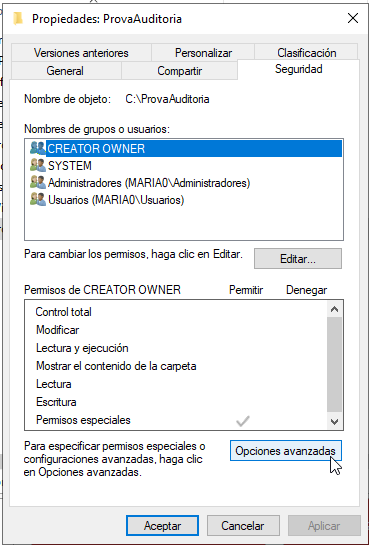 Propiedades: ProvaAuditoria
Versiones anteriores Personalizar Clasificación
General Compartir Seguridad
Nombre de objeto: C:\ProvaAuditoria
Nombres de grupos o usuarios:
CREATOR OWNER
SYSTEM
Administradores (MARIA0\Administradores)
Usuarios (MARIA0\Usuarios)
Para cambiar los permisos, haga clic en Editar. Editar...
Permisos de CREATOR OWNER Permitir Denegar
Control total
Modificar
Lectura y ejecución
Mostrar el contenido de la carpeta
Lectura
Escritura
Permisos especiales
Para especificar permisos especiales o
configuraciones avanzadas, haga clic
en Opciones avanzadas.
Opciones avanzadas
Aceptar Cancelar Aplicar